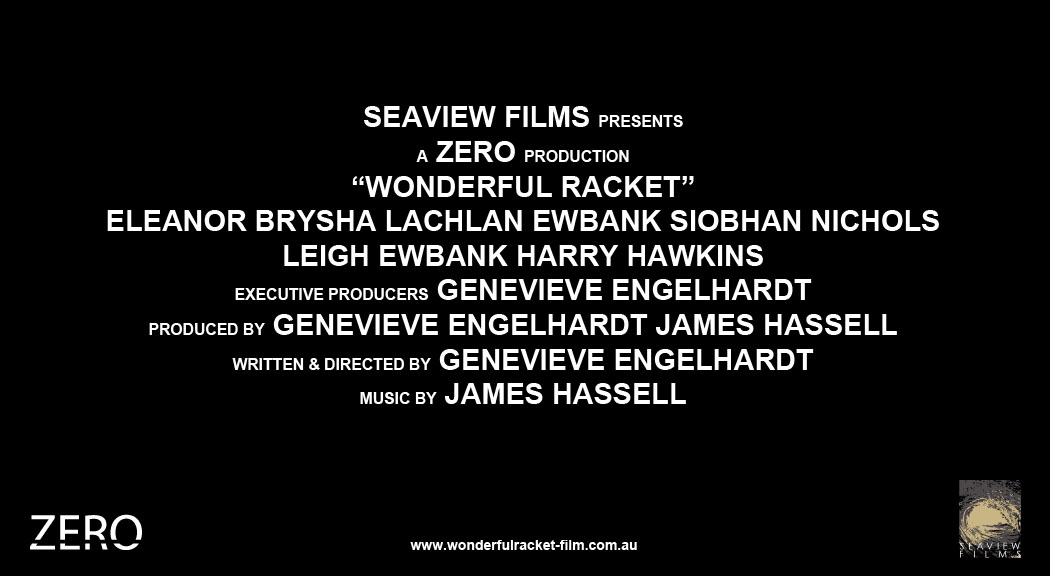 SEAVIEW FILMS PRESENTS
A ZERO PRODUCTION
“WONDERFUL RACKET”
ELEANOR BRYSHA LACHLAN EWBANK SIOBHAN NICHOLS
LEIGH EWBANK HARRY HAWKINS
EXECUTIVE PRODUCERS GENEVIEVE ENGELHARDT
PRODUCED BY GENEVIEVE ENGELHARDT JAMES HASSELL
WRITTEN & DIRECTED BY GENEVIEVE ENGELHARDT
MUSIC BY JAMES HASSELL
ZERO
www.wonderfulracket-film.com.au
SEAVIEW
FILMS